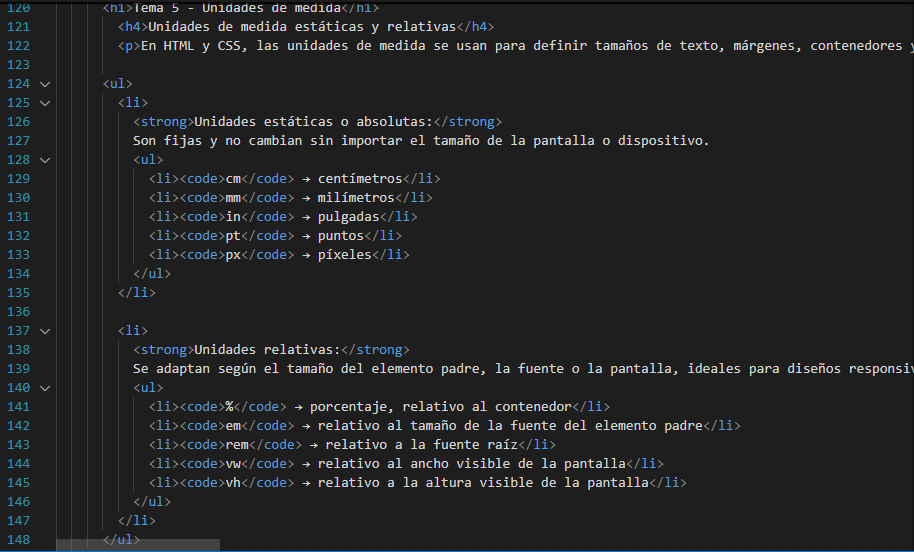 120 <h1>Tema 5 - Unidades de medida</h1>
121 <h4>Unidades de medida estáticas y relativas</h4>
122 <p>En HTML y CSS, las unidades de medida se usan para definir tamaños de texto, márgenes, contenedores y
123
124 <ul>
125 <li>
126 <strong>Unidades estáticas o absolutas:</strong>
127 Son fijas y no cambian sin importar el tamaño de la pantalla o dispositivo.
128 <ul>
129 <li><code>cm</code> → centímetros</li>
130 <li><code>mm</code> → milímetros</li>
131 <li><code>in</code> → pulgadas</li>
132 <li><code>pt</code> → puntos</li>
133 <li><code>px</code> → píxeles</li>
134 </ul>
135 </li>
136
137 <li>
138 <strong>Unidades relativas:</strong>
139 Se adaptan según el tamaño del elemento padre, la fuente o la pantalla, ideales para diseños responsiv
140 <ul>
141 <li><code>%</code> → porcentaje, relativo al contenedor</li>
142 <li><code>em</code> → relativo al tamaño de la fuente del elemento padre</li>
143 <li><code>rem</code> → relativo a la fuente raíz</li>
144 <li><code>vw</code> → relativo al ancho visible de la pantalla</li>
145 <li><code>vh</code> → relativo a la altura visible de la pantalla</li>
146 </ul>
147 </li>
148 </ul>